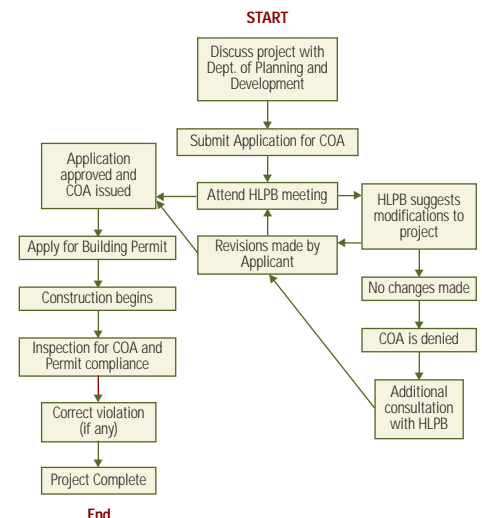 START
Discuss project with
Dept. of Planning and
Development
Submit Application for COA
Application
approved and
COA issued
Attend HLPB meeting
HLPB suggests
modifications to
project
Revisions made by
Applicant
Apply for Building Permit
No changes made
Construction begins
COA is denied
Inspection for COA and
Permit compliance
Additional
consultation
with HLPB
Correct violation
(if any)
Project Complete
End